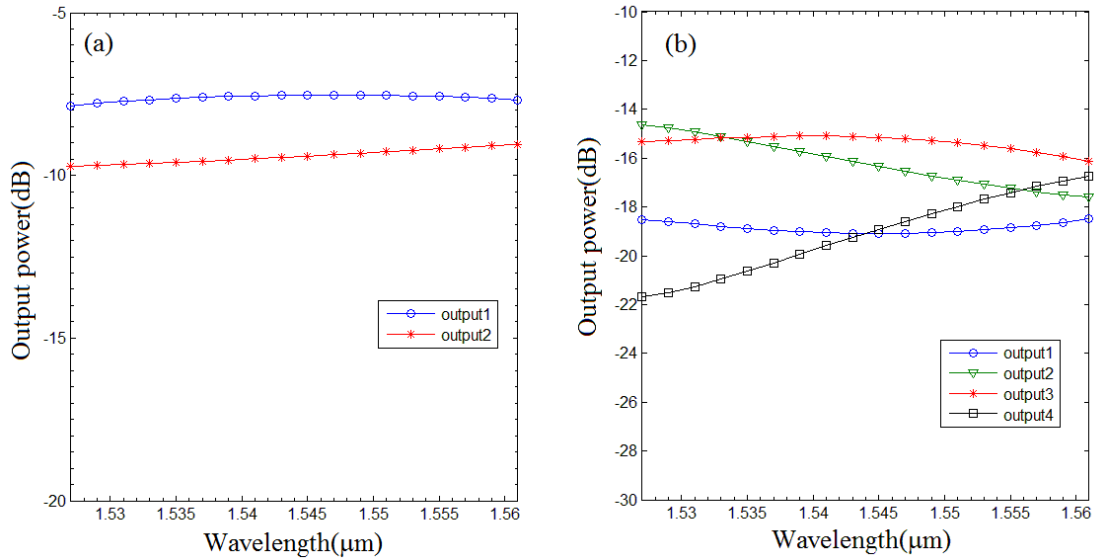 (a)
Output power(dB)
-5
-10
-15
-20
1.53 1.535 1.54 1.545 1.55 1.555 1.56
Wavelength(μm)
output1
output2
(b)
Output power(dB)
-10
-12
-14
-16
-18
-20
-22
-24
-26
-28
-30
1.53 1.535 1.54 1.545 1.55 1.555 1.56
Wavelength(μm)
output1
output2
output3
output4